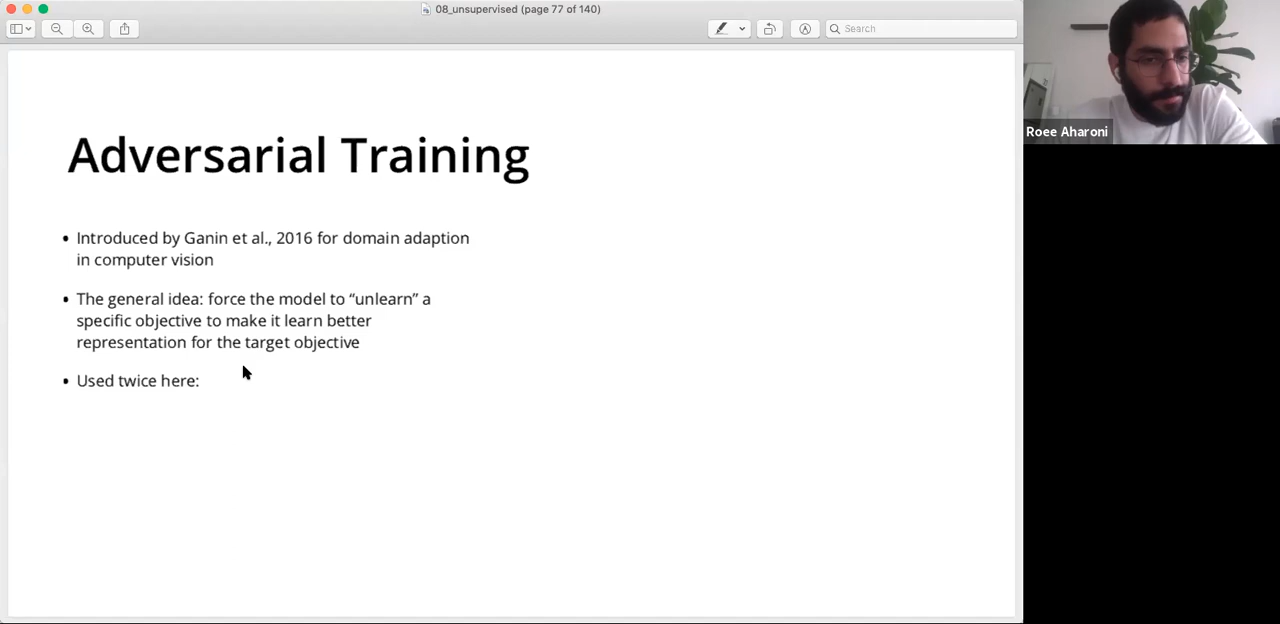 08_unsupervised (page 77 of 140)
Search
Roee Aharoni
Adversarial Training
• Introduced by Ganin et al., 2016 for domain adaption
in computer vision
• The general idea: force the model to “unlearn” a
specific objective to make it learn better
representation for the target objective
• Used twice here: